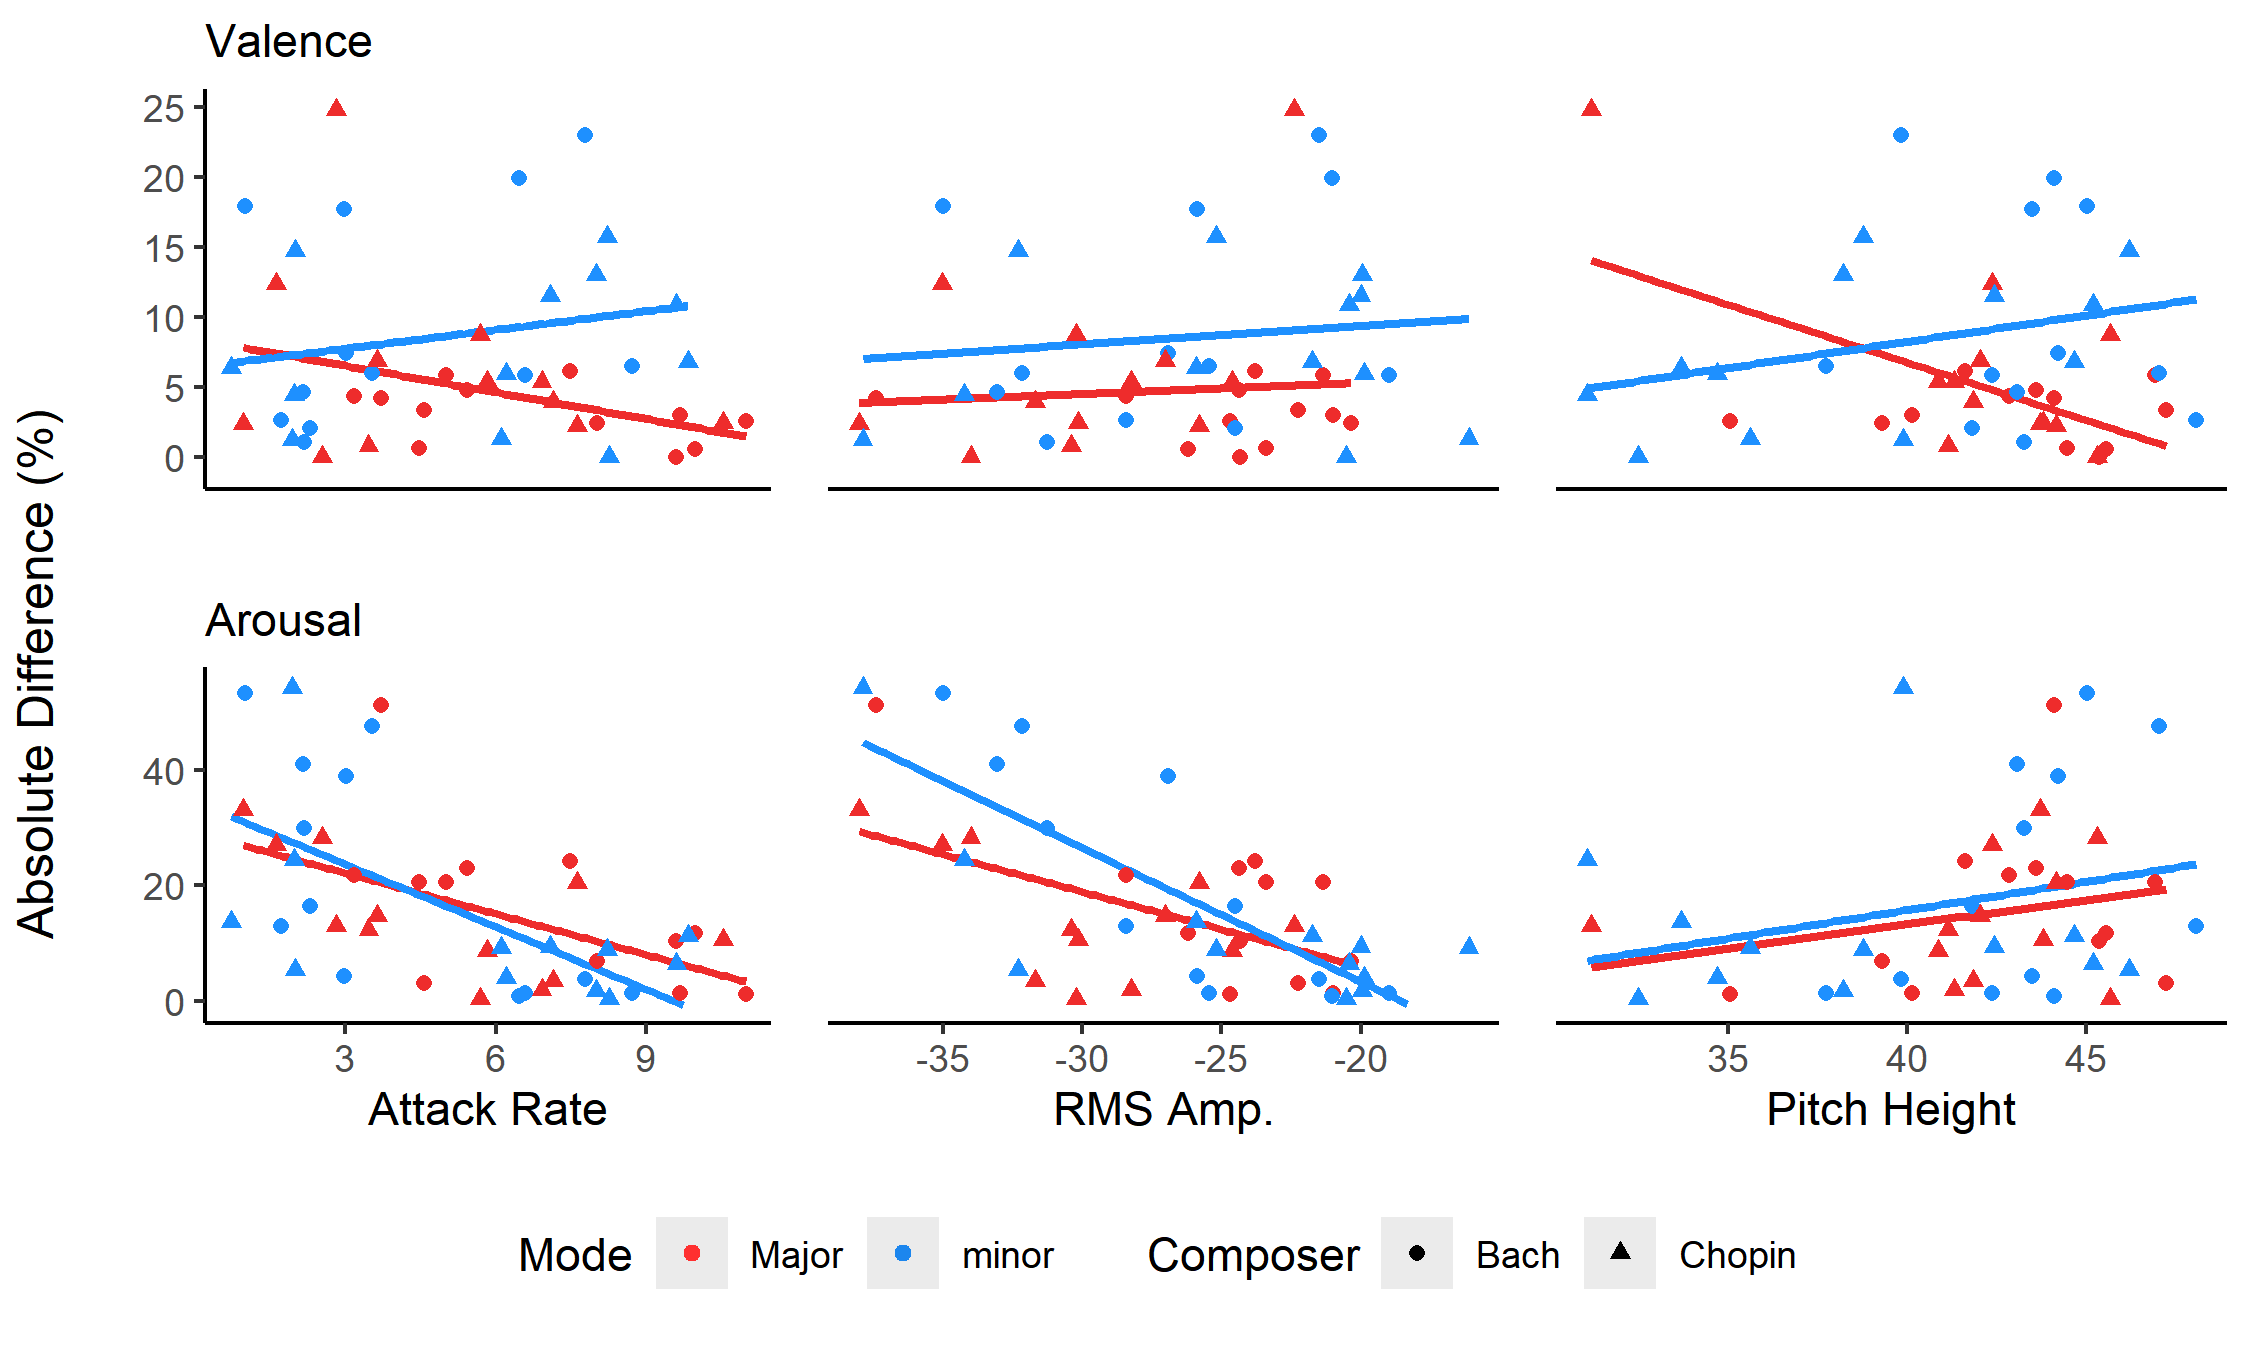 Valence
25
20
15
10
5
0
Absolute Difference (%)
Arousal
40
20
0
3 6 9
-35 -30 -25 -20
35 40 45
Attack Rate
RMS Amp.
Pitch Height
Mode Major minor Composer Bach Chopin